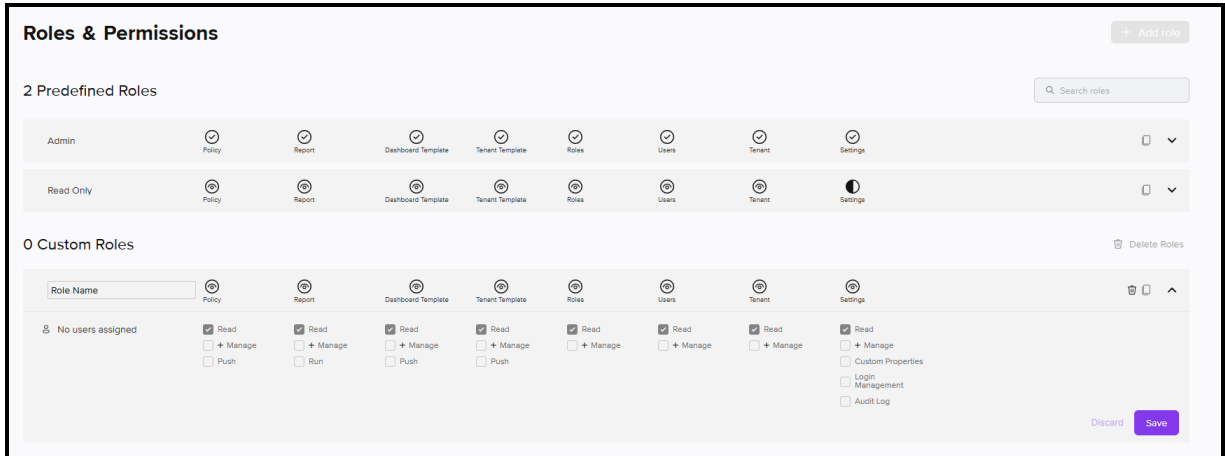 Roles & Permissions
+ Add role
2 Predefined Roles
Search roles
Admin
Policy Report Dashboard Template Tenant Template Roles Users Tenant Settings
Read Only
Policy Report Dashboard Template Tenant Template Roles Users Tenant Settings
0 Custom Roles
Delete Roles
Role Name
Policy Report Dashboard Template Tenant Template Roles Users Tenant Settings
No users assigned Read Read Read Read Read Read Read Read
+ Manage + Manage + Manage + Manage + Manage + Manage + Manage + Manage
Push Run Push Push Custom Properties
Login
Management
Audit Log
Discard Save